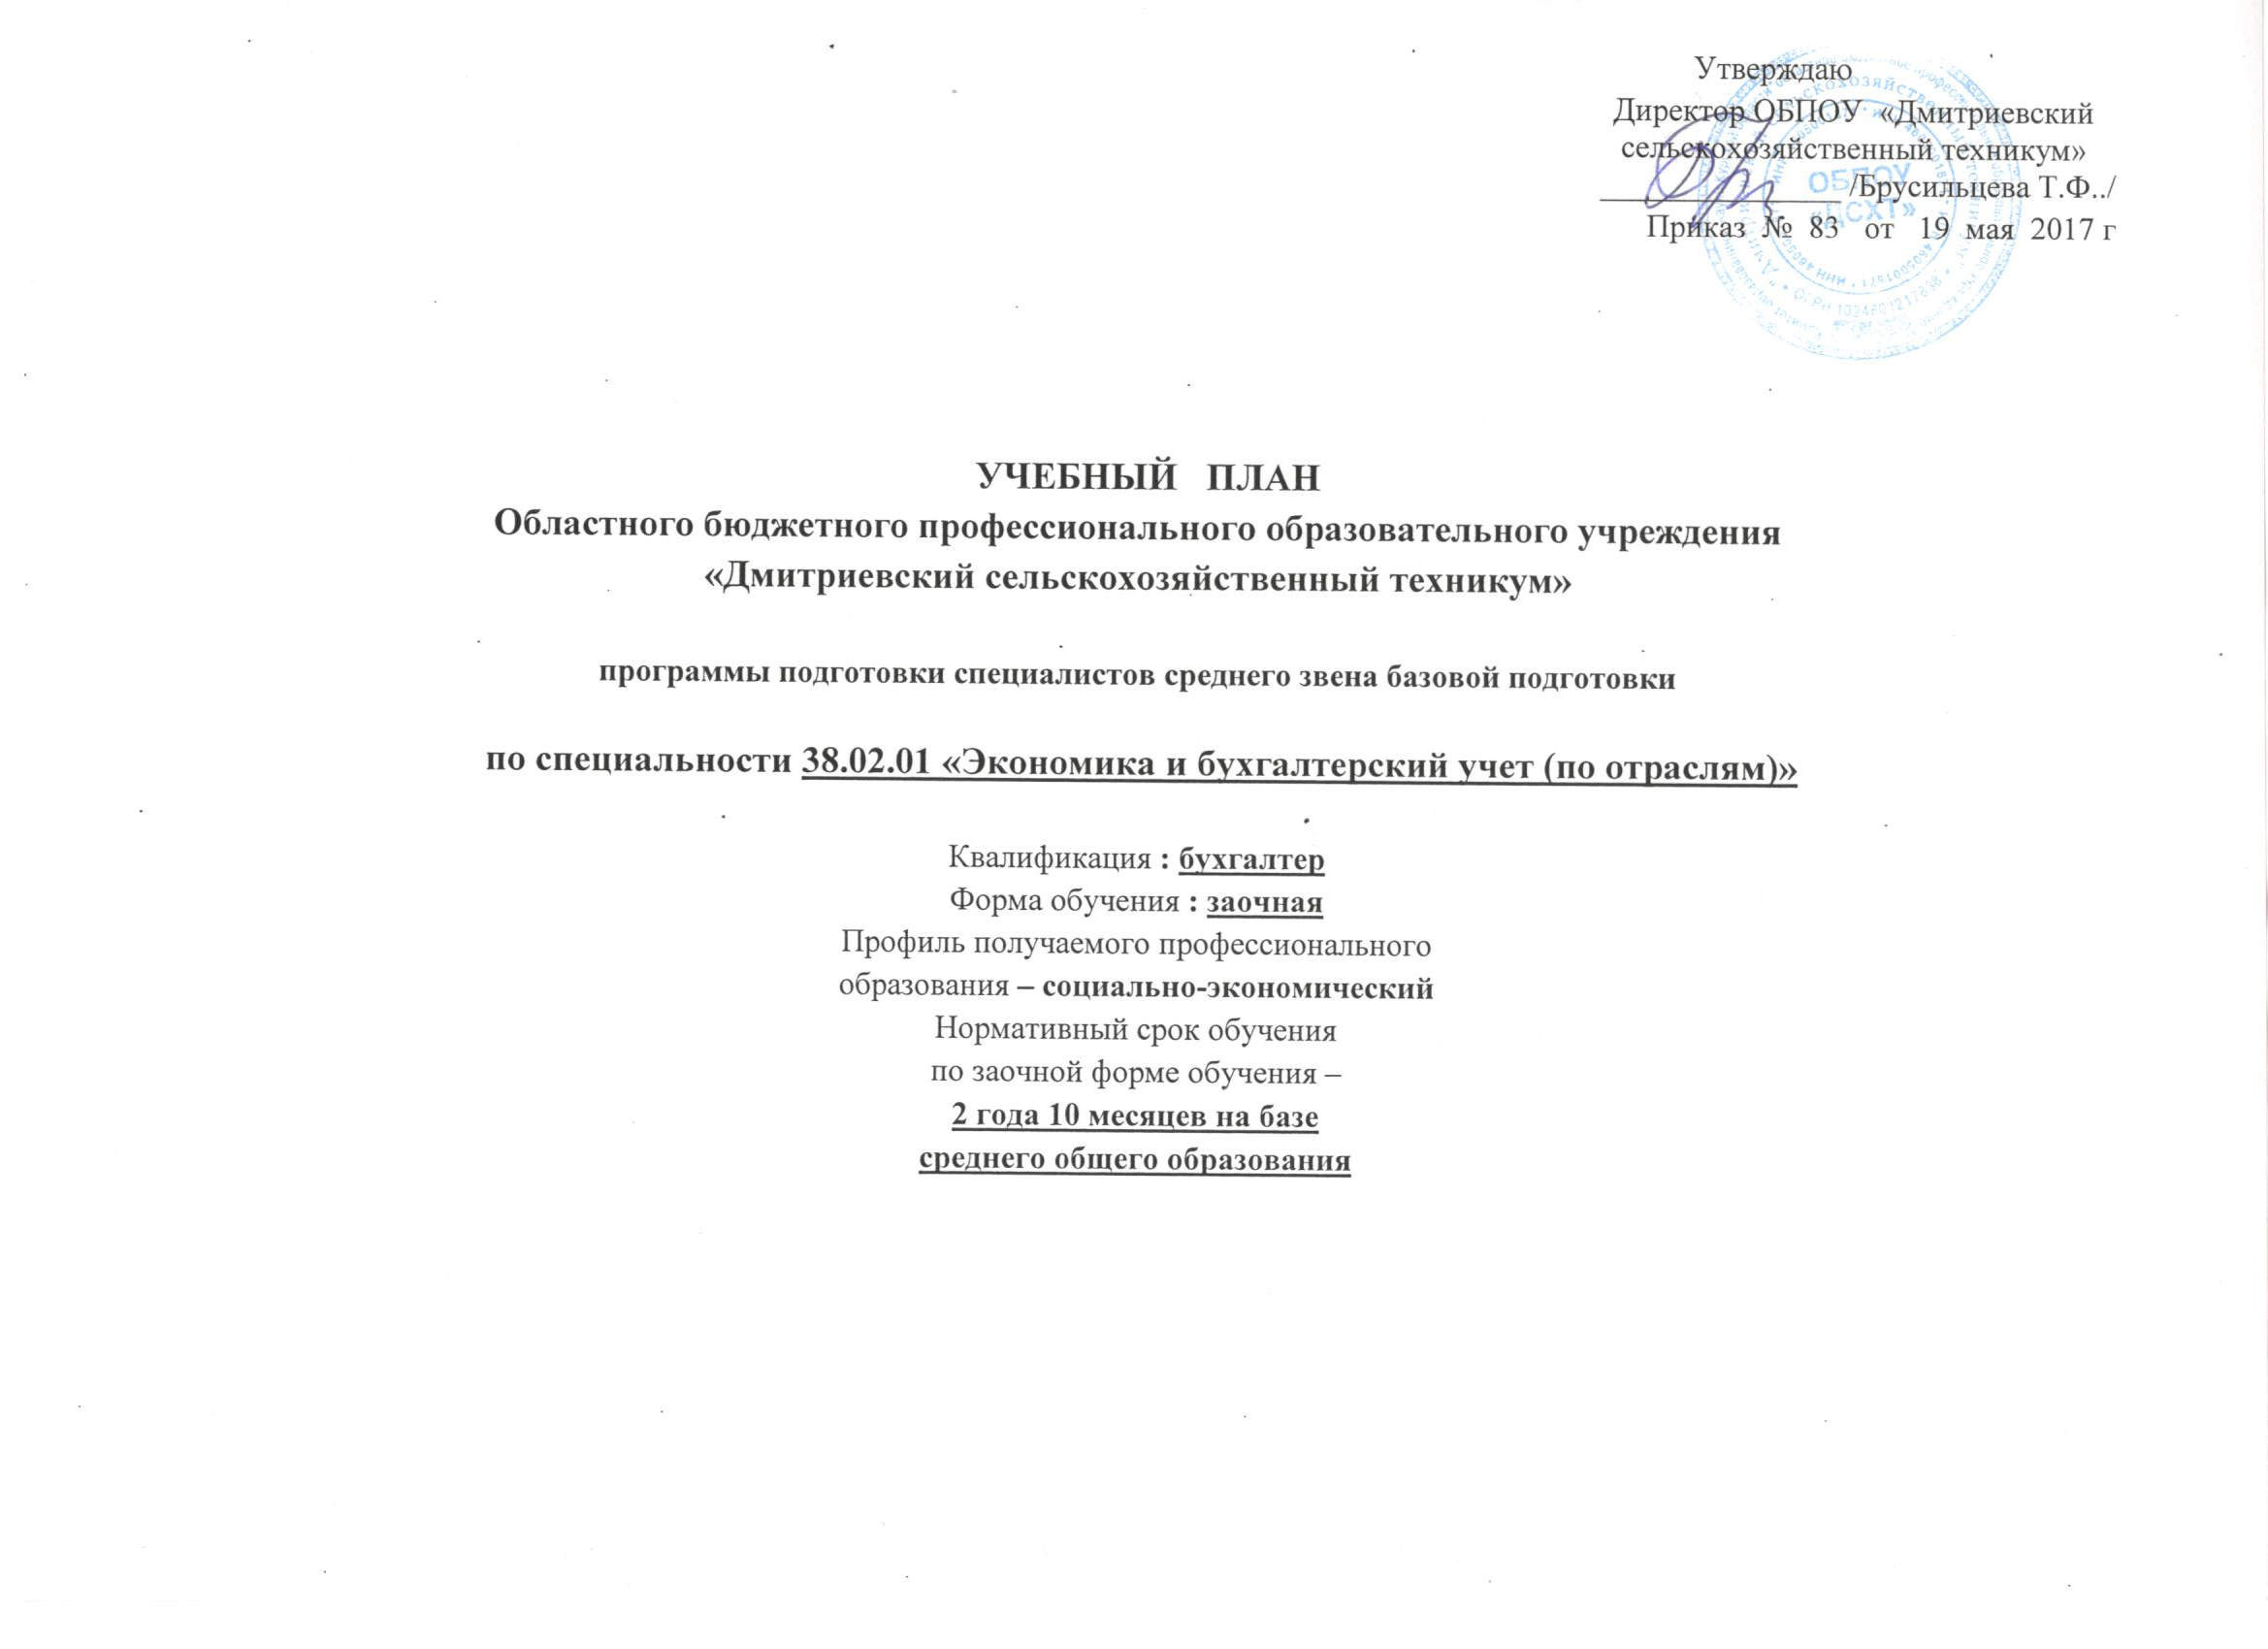 Утверждаю
Директор ОБПОУ «Дмитриевский
сельскохозяйственный техникум»
/Брусильцева Т.Ф../
Приказ № 83 от 19 мая 2017 г
ОБПОУ
«ДСХТ»
УЧЕБНЫЙ ПЛАН
Областного бюджетного профессионального образовательного учреждения
«Дмитриевский сельскохозяйственный техникум»
программы подготовки специалистов среднего звена базовой подготовки
по специальности 38.02.01 «Экономика и бухгалтерский учет (по отраслям)»
Квалификация : бухгалтер
Форма обучения : заочная
Профиль получаемого профессионального
образования – социально-экономический
Нормативный срок обучения
по заочной форме обучения –
2 года 10 месяцев на базе
среднего общего образования